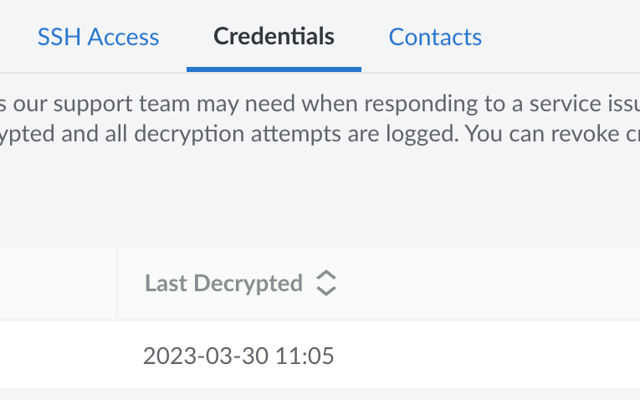 SSH Access Credentials Contacts
s our support team may need when responding to a service issu
ypted and all decryption attempts are logged. You can revoke cr
Last Decrypted
2023-03-30 11:05